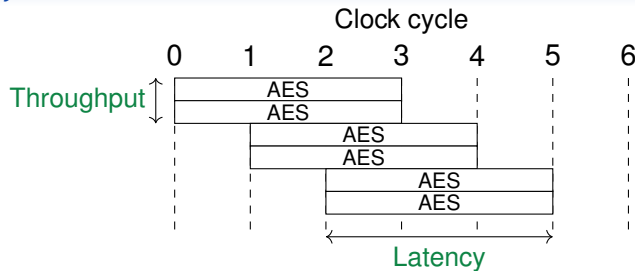 Clock cycle
0 1 2 3 4 5 6
Throughput
AES
AES
AES
AES
AES
AES
Latency